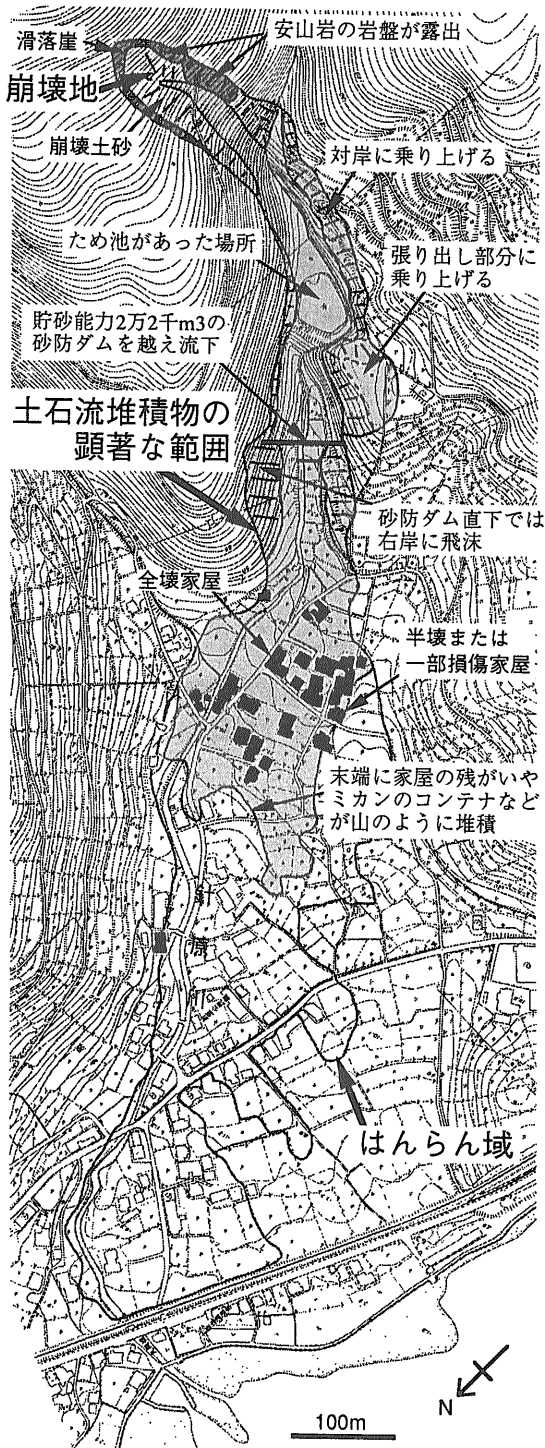 安山岩の岩盤が露出
滑落崖
崩壊地
崩壊土砂
対岸に乗り上げる
ため池があった場所
張り出し部分に
乗り上げる
貯砂能力2万2千m3の
砂防ダムを越え流下
土石流堆積物の
顕著な範囲
砂防ダム直下では
右岸に飛沫
全壊家屋
半壊または
一部損傷家屋
末端に家屋の残がいや
ミカンのコンテナなど
が山のように堆積
はんらん域
N
100m